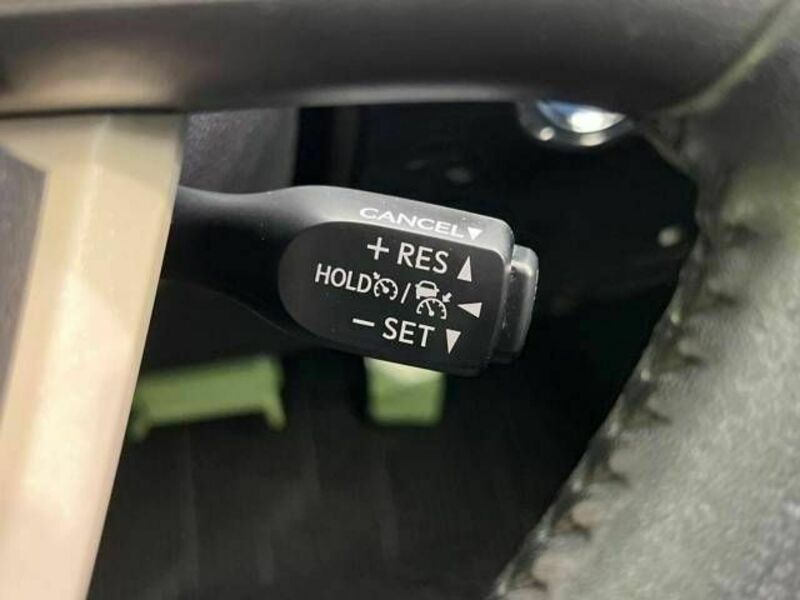 CANCEL▼
+ RES ▲
HOLD /
− SET ▼